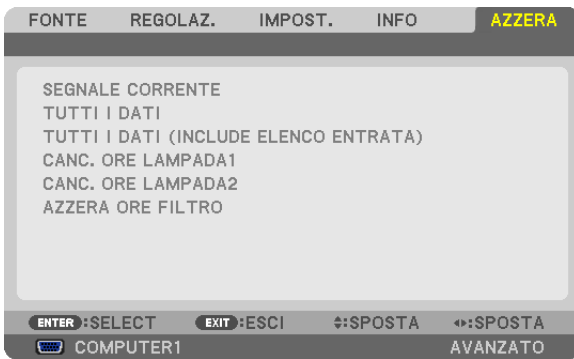 FONTE REGOLAZ. IMPOST. INFO AZZERA
SEGNALE CORRENTE
TUTTI I DATI
TUTTI I DATI (INCLUDE ELENCO ENTRATA)
CANC. ORE LAMPADA1
CANC. ORE LAMPADA2
AZZERA ORE FILTRO
ENTER :SELECT EXIT :ESCI :SPOSTA :SPOSTA
COMPUTER1 AVANZATO